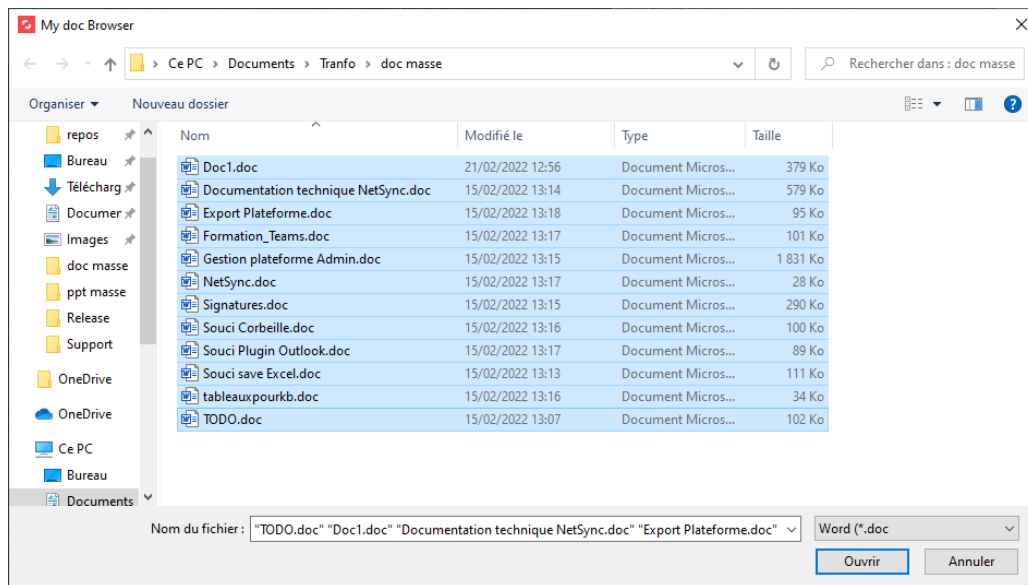 My doc Browser
Ce PC > Documents > Tranfo > doc masse
Rechercher dans : doc masse
Organiser Nouveau dossier
repos
Bureau
Télécharg
Documer
Images
doc masse
ppt masse
Release
Support
OneDrive
OneDrive
Ce PC
Bureau
Documents
Nom Modifié le Type Taille
Doc1.doc 21/02/2022 12:56 Document Micros... 379 Ko
Documentation technique NetSync.doc 15/02/2022 13:14 Document Micros... 579 Ko
Export Plateforme.doc 15/02/2022 13:18 Document Micros... 95 Ko
Formation_Teams.doc 15/02/2022 13:17 Document Micros... 101 Ko
Gestion plateforme Admin.doc 15/02/2022 13:15 Document Micros... 1 831 Ko
NetSync.doc 15/02/2022 13:17 Document Micros... 28 Ko
Signatures.doc 15/02/2022 13:15 Document Micros... 290 Ko
Souci Corbeille.doc 15/02/2022 13:16 Document Micros... 100 Ko
Souci Plugin Outlook.doc 15/02/2022 13:17 Document Micros... 89 Ko
Souci save Excel.doc 15/02/2022 13:13 Document Micros... 111 Ko
tableauxpourkb.doc 15/02/2022 13:16 Document Micros... 34 Ko
TODO.doc 15/02/2022 13:07 Document Micros... 102 Ko
Nom du fichier : "TODO.doc" "Doc1.doc" "Documentation technique NetSync.doc" "Export Plateforme.doc" Word (*.doc
Ouvrir Annuler